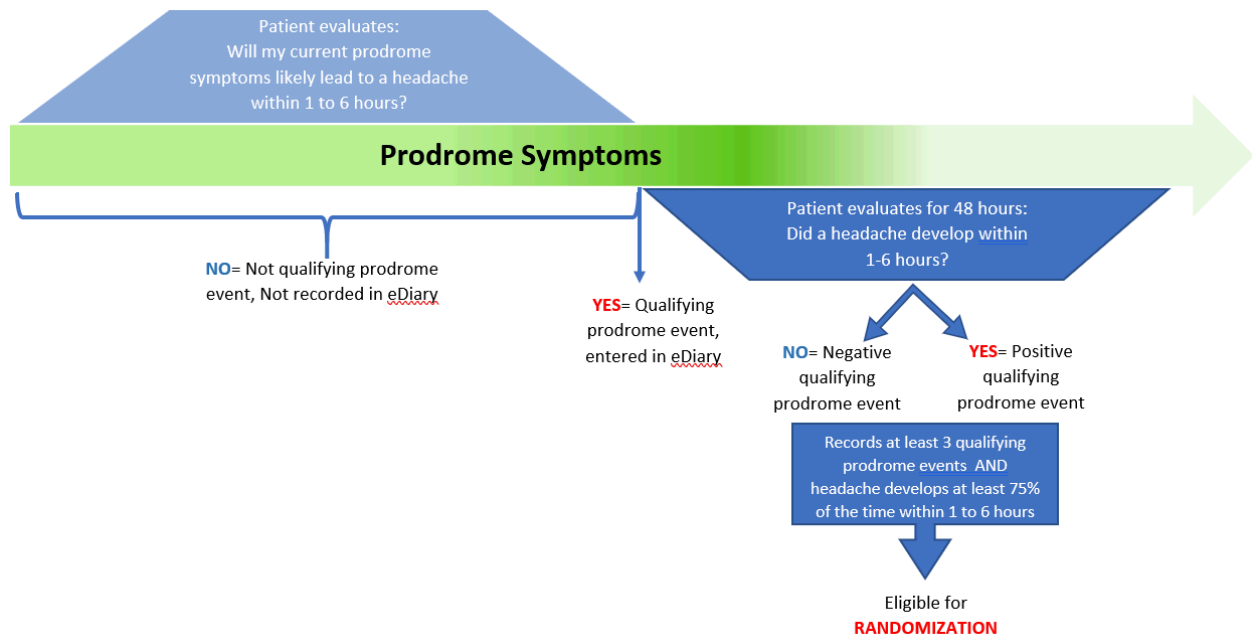 Patient evaluates:
Will my current prodrome
symptoms likely lead to a headache
within 1 to 6 hours?
Prodrome Symptoms
NO= Not qualifying prodrome
event, Not recorded in eDiary
YES= Qualifying
prodrome event,
entered in eDiary
Patient evaluates for 48 hours:
Did a headache develop within
1-6 hours?
NO= Negative
qualifying
prodrome event
YES= Positive
qualifying
prodrome event
Records at least 3 qualifying
prodrome events AND
headache develops at least 75%
of the time within 1 to 6 hours
Eligible for
RANDOMIZATION